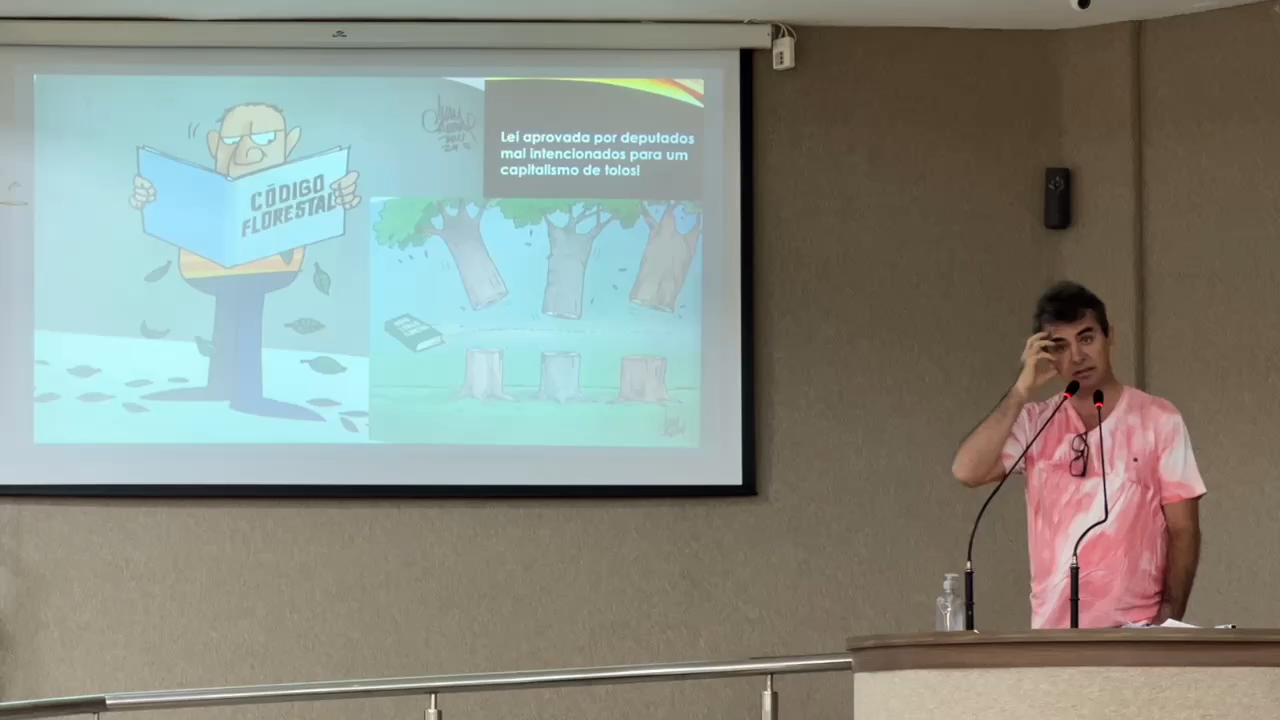 CÓDIGO
FLORESTAL
Lei aprovada por deputados
mal intencionados para um
capitalismo de tolos!